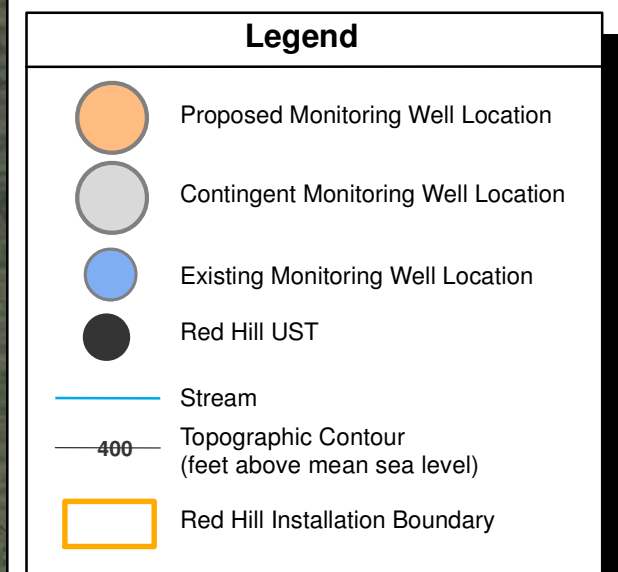 Legend
Proposed Monitoring Well Location
Contingent Monitoring Well Location
Existing Monitoring Well Location
Red Hill UST
Stream
400
Topographic Contour
(feet above mean sea level)
Red Hill Installation Boundary